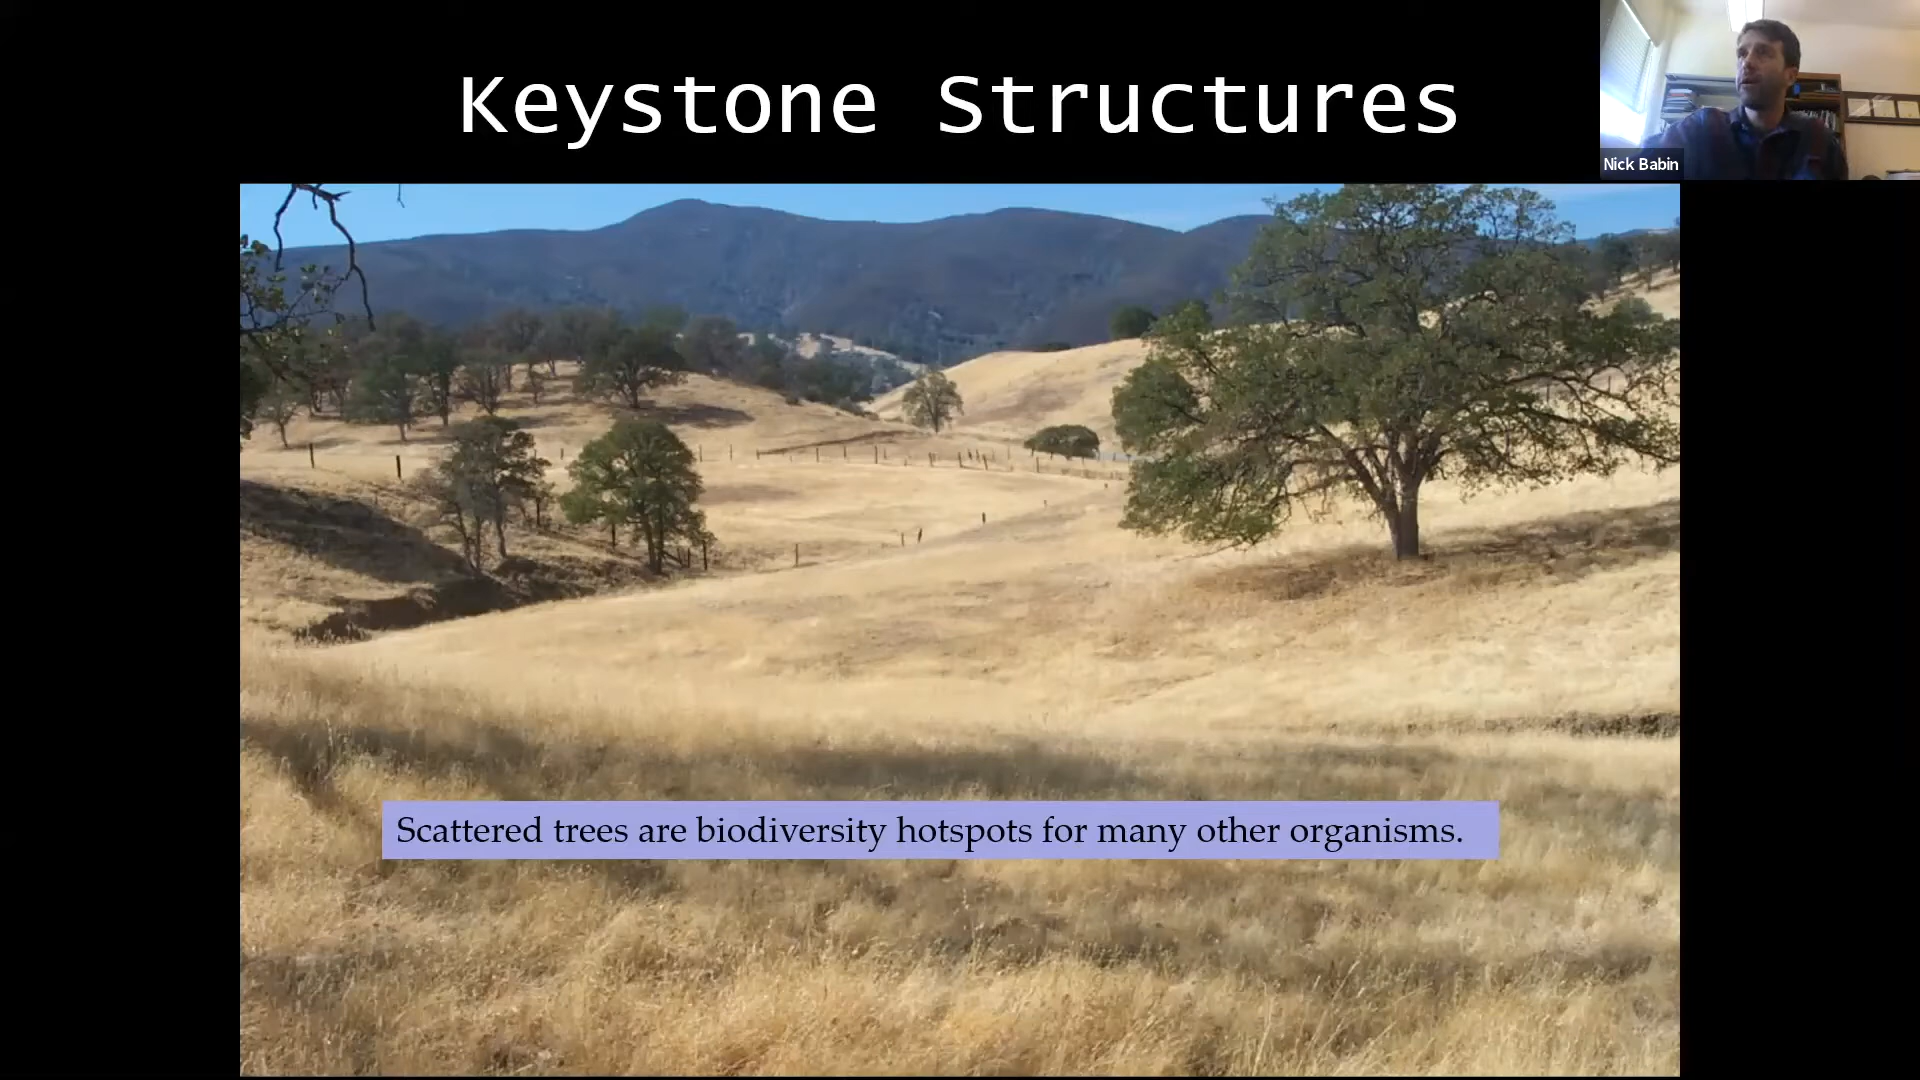 Keystone Structures
Nick Babin
Scattered trees are biodiversity hotspots for many other organisms.